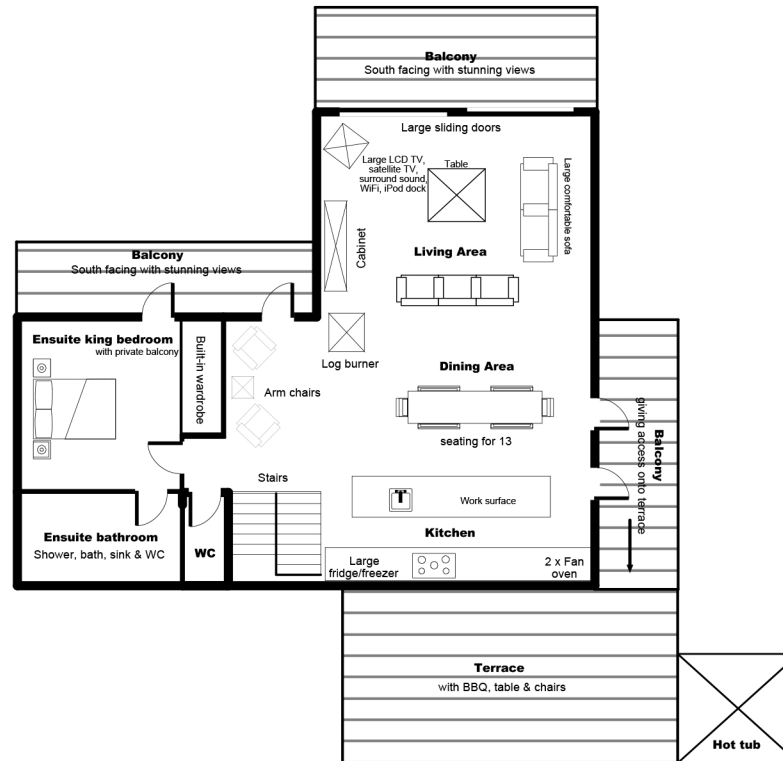 Balcony
South facing with stunning views
Large sliding doors
Large LCD TV,
satellite TV,
surround sound,
WiFi, iPod dock
Table
Large comfortable sofa
Cabinet
Living Area
Balcony
South facing with stunning views
Ensuite king bedroom
with private balcony
Built-in wardrobe
Log burner
Arm chairs
Dining Area
seating for 13
Balcony
giving access onto terrace
Stairs
Work surface
Kitchen
Ensuite bathroom
Shower, bath, sink & WC
WC
Large
fridge/freezer
2 x Fan
oven
Terrace
with BBQ, table & chairs
Hot tub